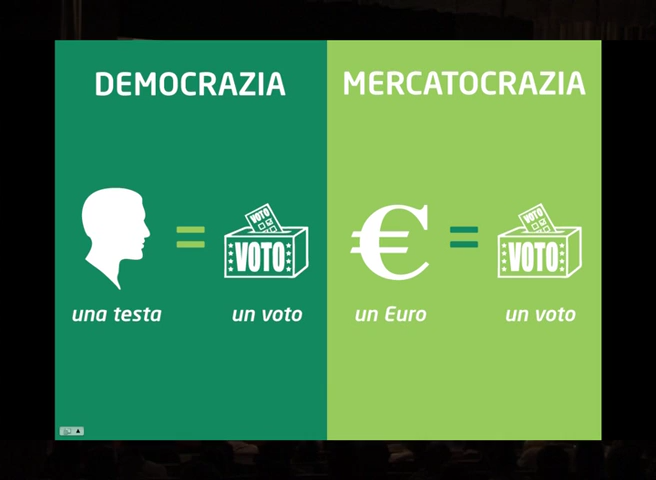 DEMOCRAZIA
MERCATOCRAZIA
VOTO
VOTO
VOTO
VOTO
una testa
un voto
un Euro
un voto